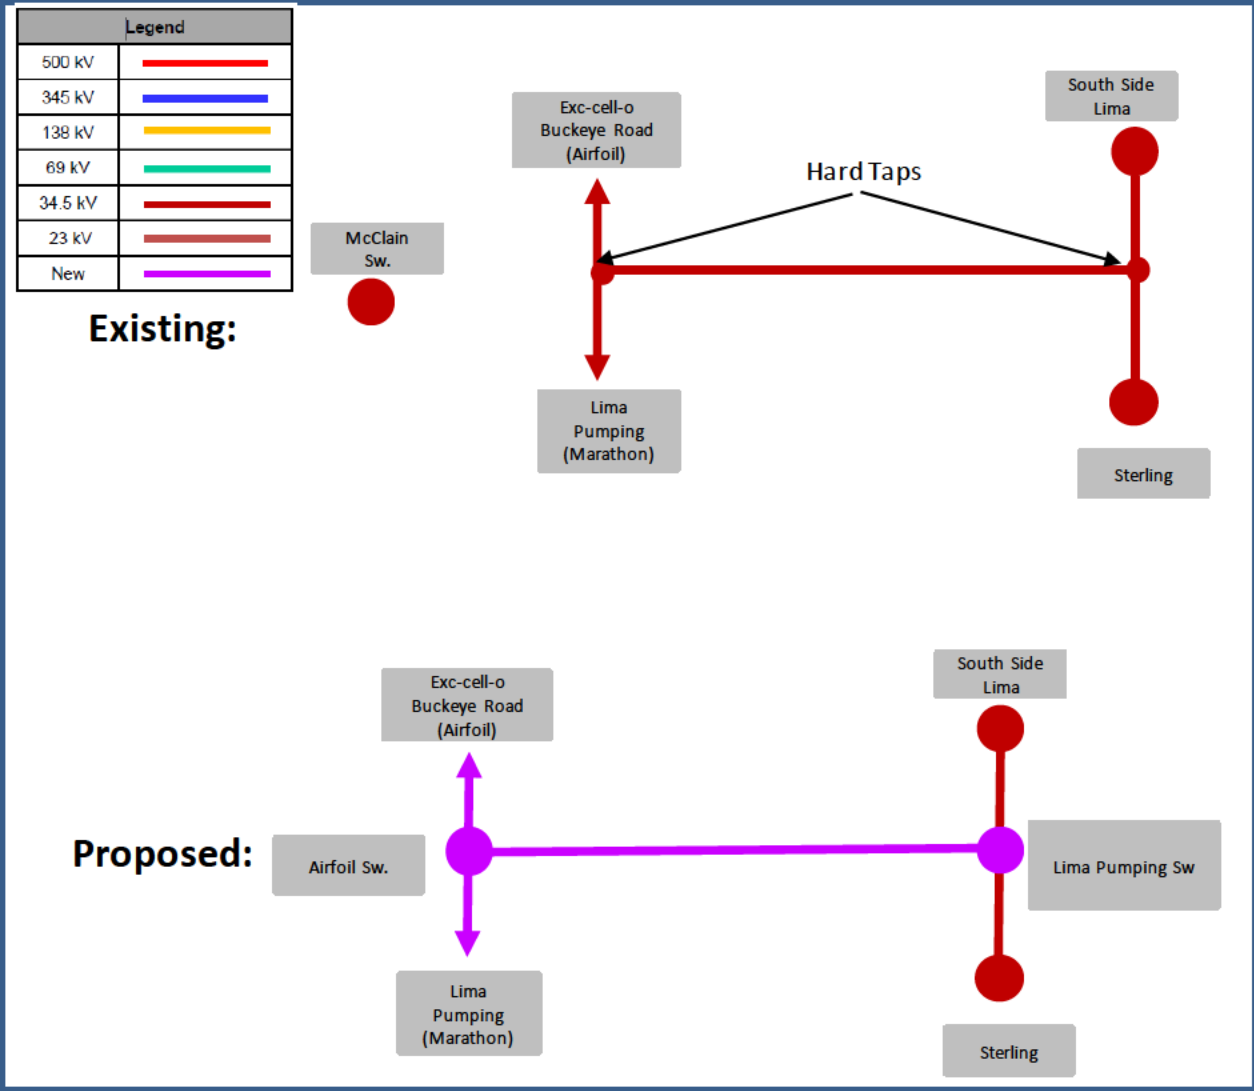 Legend
500 kV
345 kV
138 kV
69 kV
34.5 kV
23 kV
New
Existing:
McClain
Sw.
Exc-cell-o
Buckeye Road
(Airfoil)
Hard Taps
South Side
Lima
Lima
Pumping
(Marathon)
Sterling
Proposed:
Exc-cell-o
Buckeye Road
(Airfoil)
South Side
Lima
Airfoil Sw.
Lima Pumping Sw
Lima
Pumping
(Marathon)
Sterling